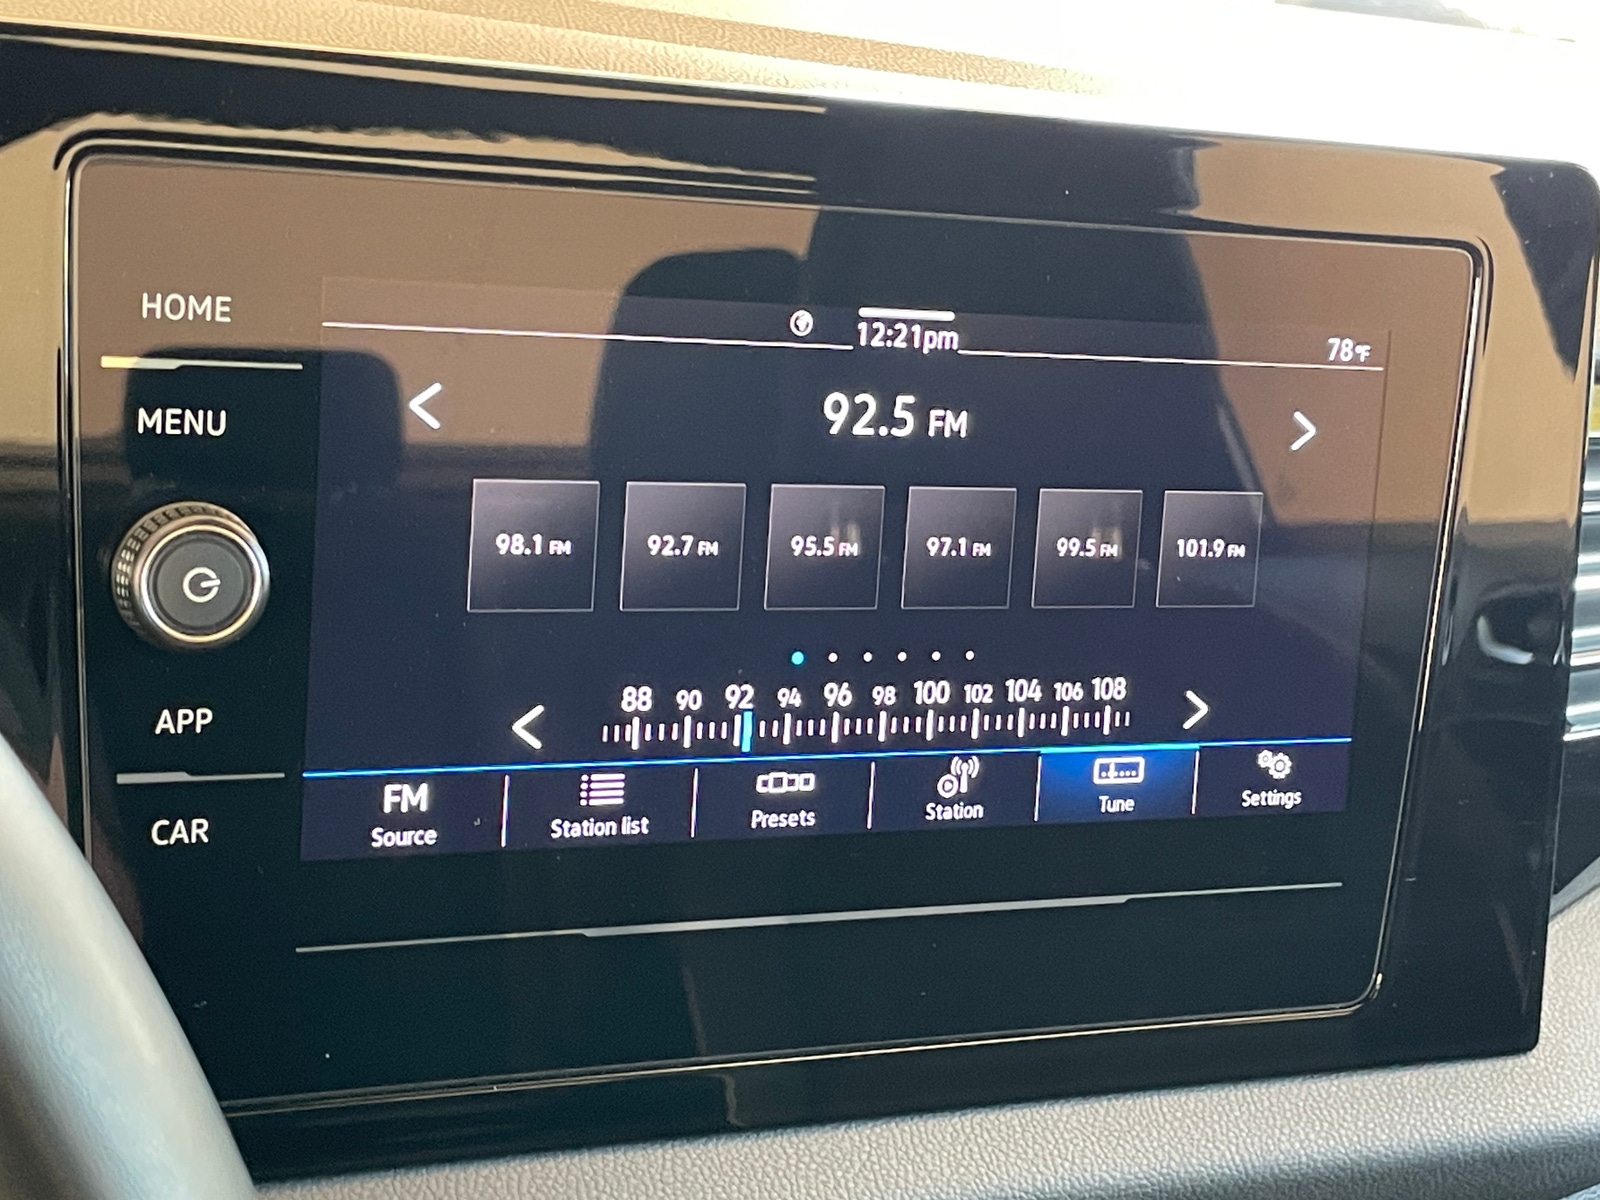 HOME
MENU
APP
CAR
12:21pm
78°F
< 92.5 FM >
98.1 FM 92.7 FM 95.5 FM 97.1 FM 99.5 FM 101.9 FM
88 90 92 94 96 98 100 102 104 106 108
< >
FM
Source Station list Presets Station Tune Settings